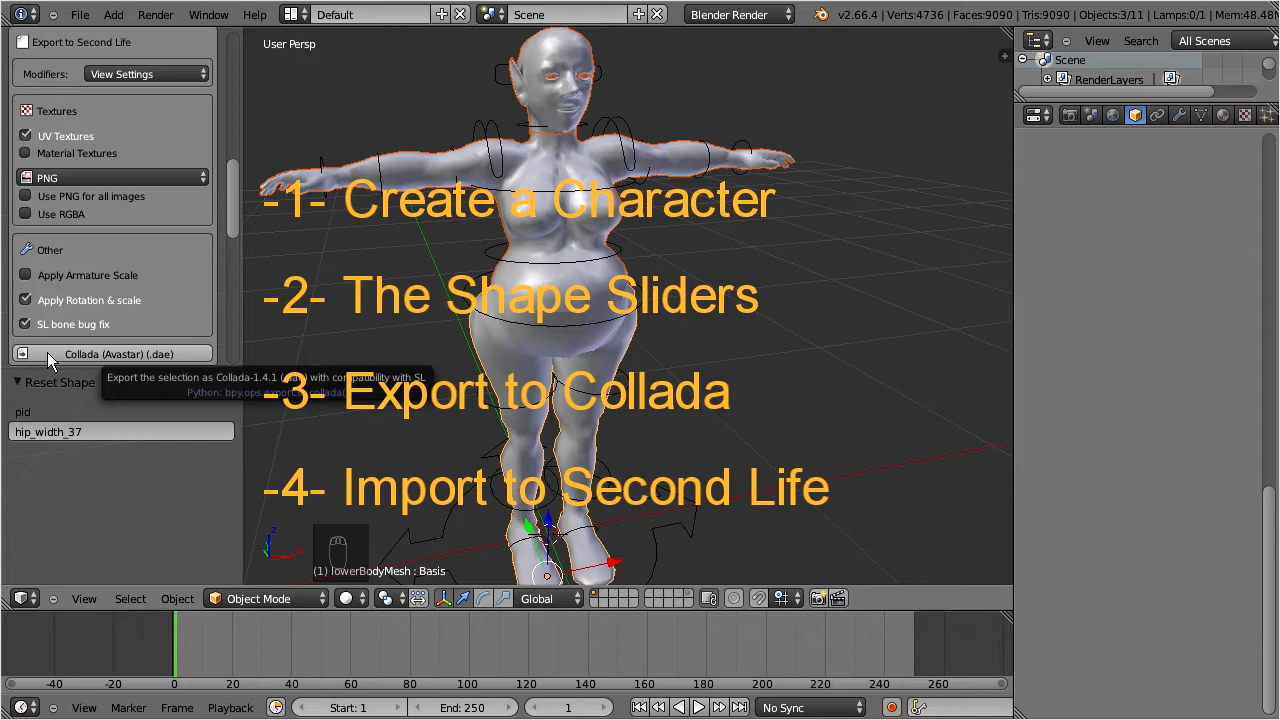 File Add Render Window Help
Default
Scene
Blender Render
v2.66.4 | Verts:4736 | Faces:9090 | Tris:9090 | Objects:3/11 | Lamps:0/1 | Mem:48.48
Export to Second Life
Modifiers: View Settings
Textures
UV Textures
Material Textures
PNG
Use PNG for all images
Use RGBA
Other
Apply Armature Scale
Apply Rotation & scale
SL bone bug fix
Collada (Avastar) (.dae)
Export the selection as Collada-1.4.1 with compatibility with SL
Python:
Reset Shape
pid
hip_width_37
User Persp
-1- Create a Character
-2- The Shape Sliders
-3- Export to Collada
-4- Import to Second Life
(1) lowerBodyMesh : Basis
View Search All Scenes
Scene
RenderLayers
View Select Object Object Mode Global
-40 -20 0 20 40 60 80 100 120 140 160 180 200 220 240 260
View Marker Frame Playback Start: 1 End: 250 1 No Sync